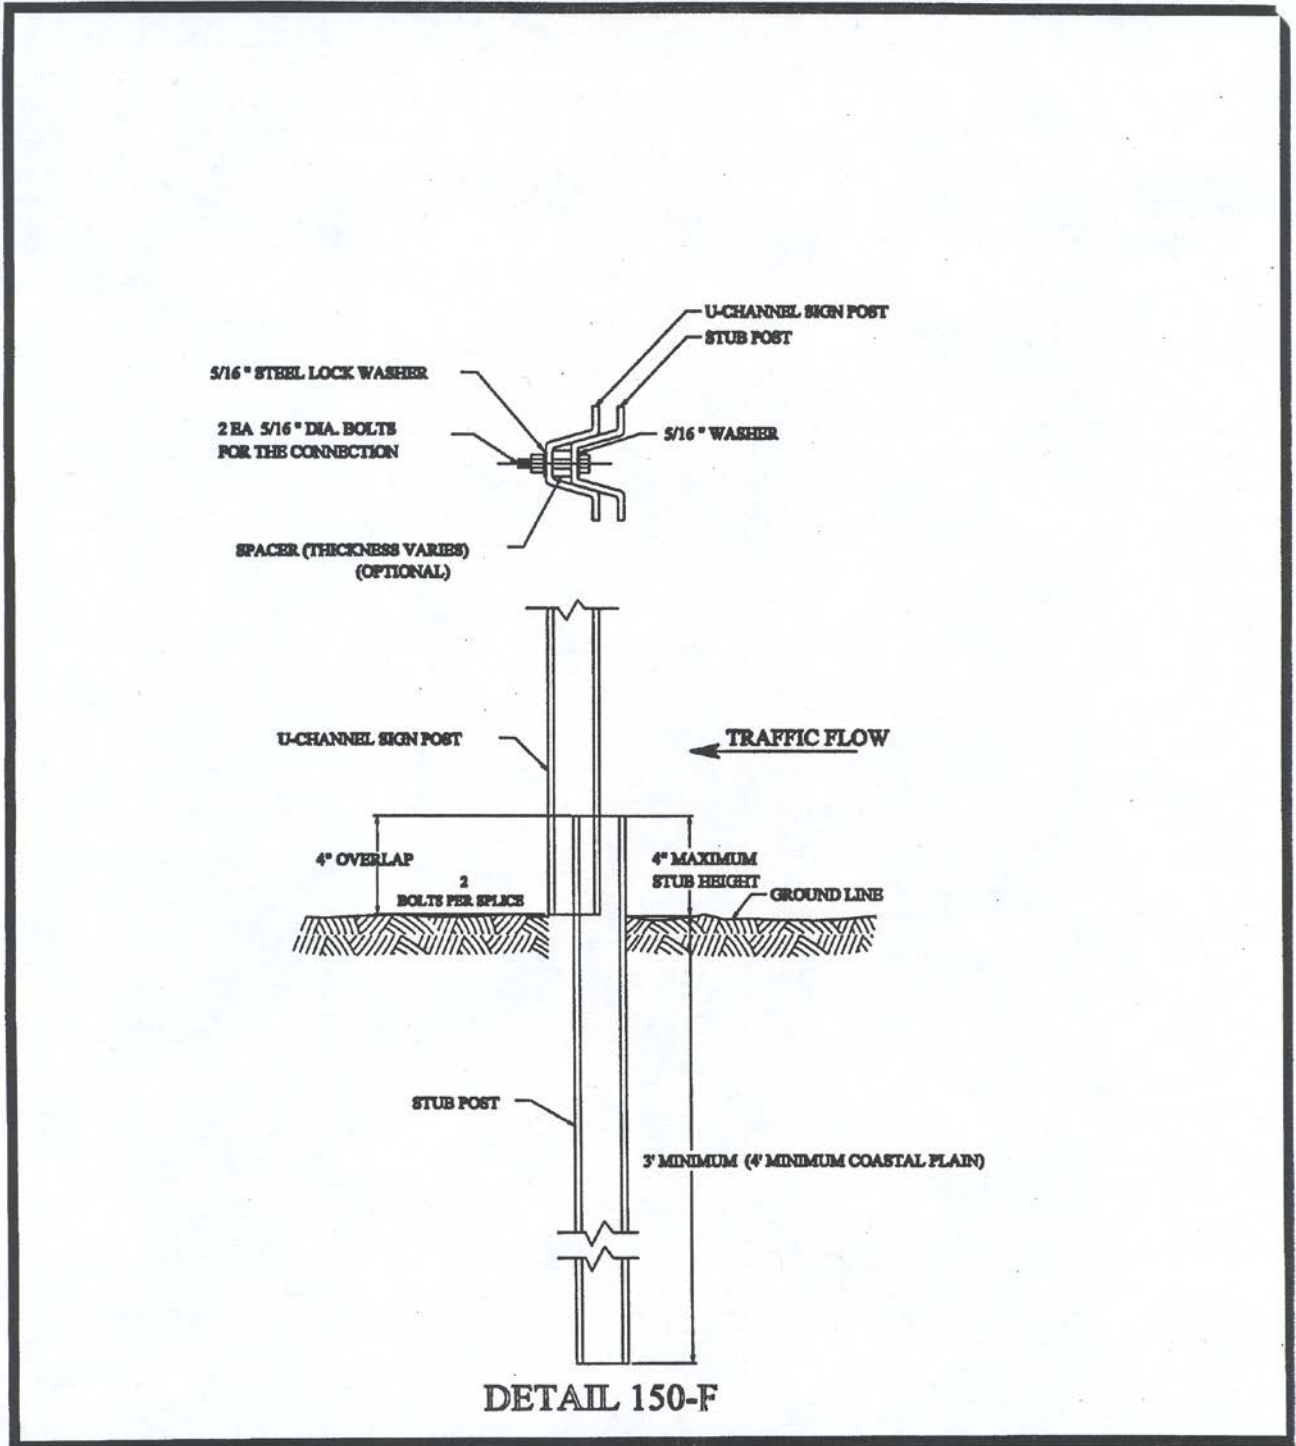 U-CHANNEL SIGN POST
STUB POST
5/16 " STEEL LOCK WASHER
2 EA 5/16 " DIA. BOLTS
FOR THE CONNECTION
5/16 " WASHER
SPACER (THICKNESS VARIES)
(OPTIONAL)
U-CHANNEL SIGN POST
TRAFFIC FLOW
4" OVERLAP
2
BOLTS PER SPLICE
4" MAXIMUM
STUB HEIGHT
GROUND LINE
STUB POST
3' MINIMUM (4' MINIMUM COASTAL PLAIN)
DETAIL 150-F